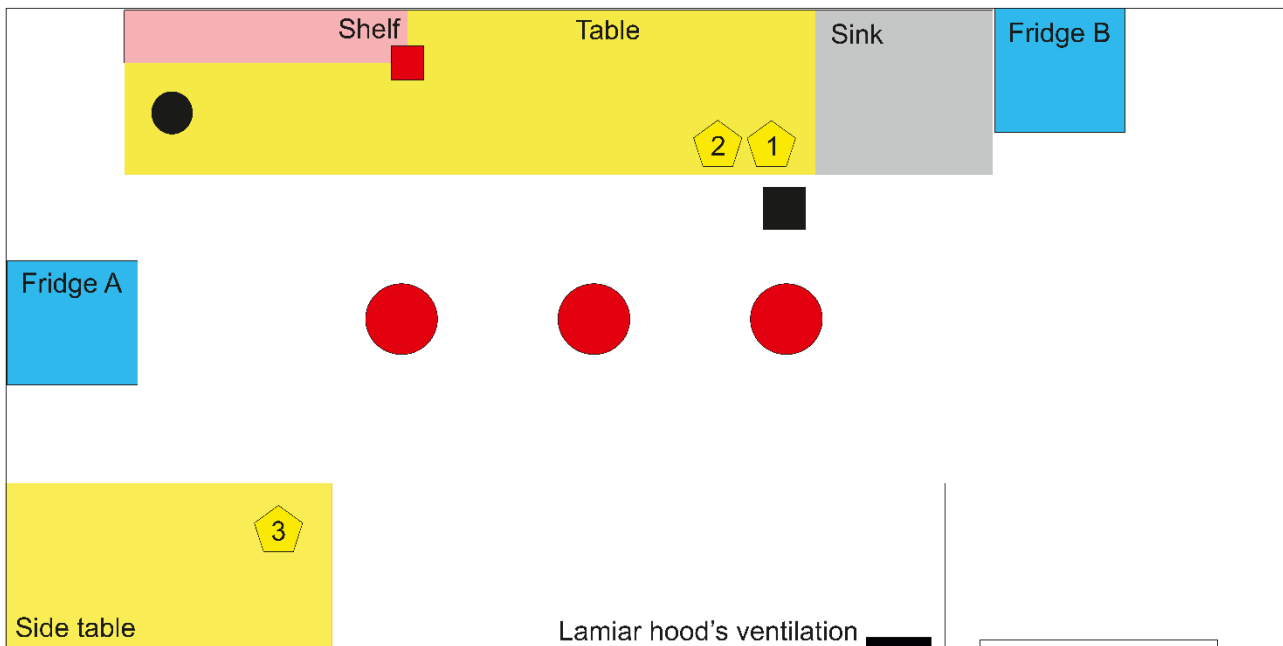 Shelf
Table
Sink
Fridge B
2
1
Fridge A
3
Side table
Lamiar hood's ventilation